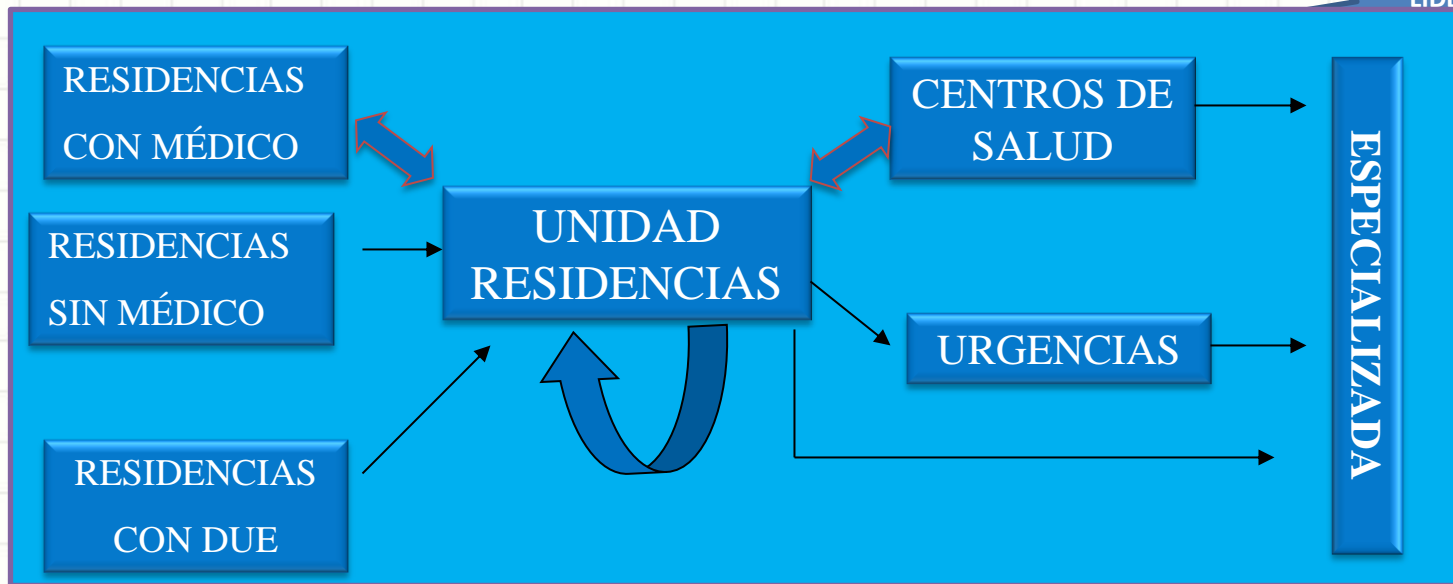 RESIDENCIAS
CON MÉDICO
RESIDENCIAS
SIN MÉDICO
RESIDENCIAS
CON DUE
UNIDAD
RESIDENCIAS
CENTROS DE
SALUD
URGENCIAS
ESPECIALIZADA